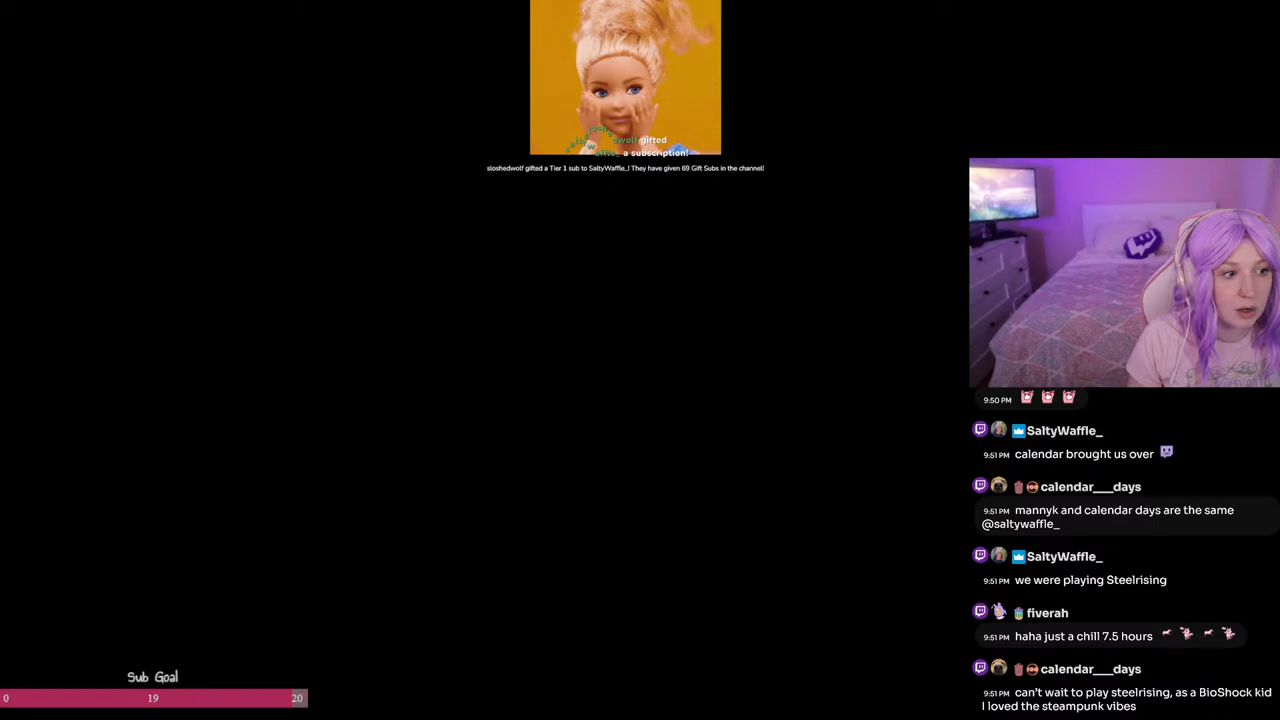 dwolf gifted
a subscription!
sloshedwolf gifted a Tier 1 sub to SaltyWaffle_! They have given 69 Gift Subs in the channel!
9:50 PM
SaltyWaffle_
9:51 PM calendar brought us over
calendar___days
9:51 PM mannyk and calendar days are the same
@saltywaffle_
SaltyWaffle_
9:51 PM we were playing Steelrising
fiverah
9:51 PM haha just a chill 7.5 hours
calendar___days
9:51 PM can't wait to play steelrising, as a BioShock kid
I loved the steampunk vibes
Sub Goal
0 19 20